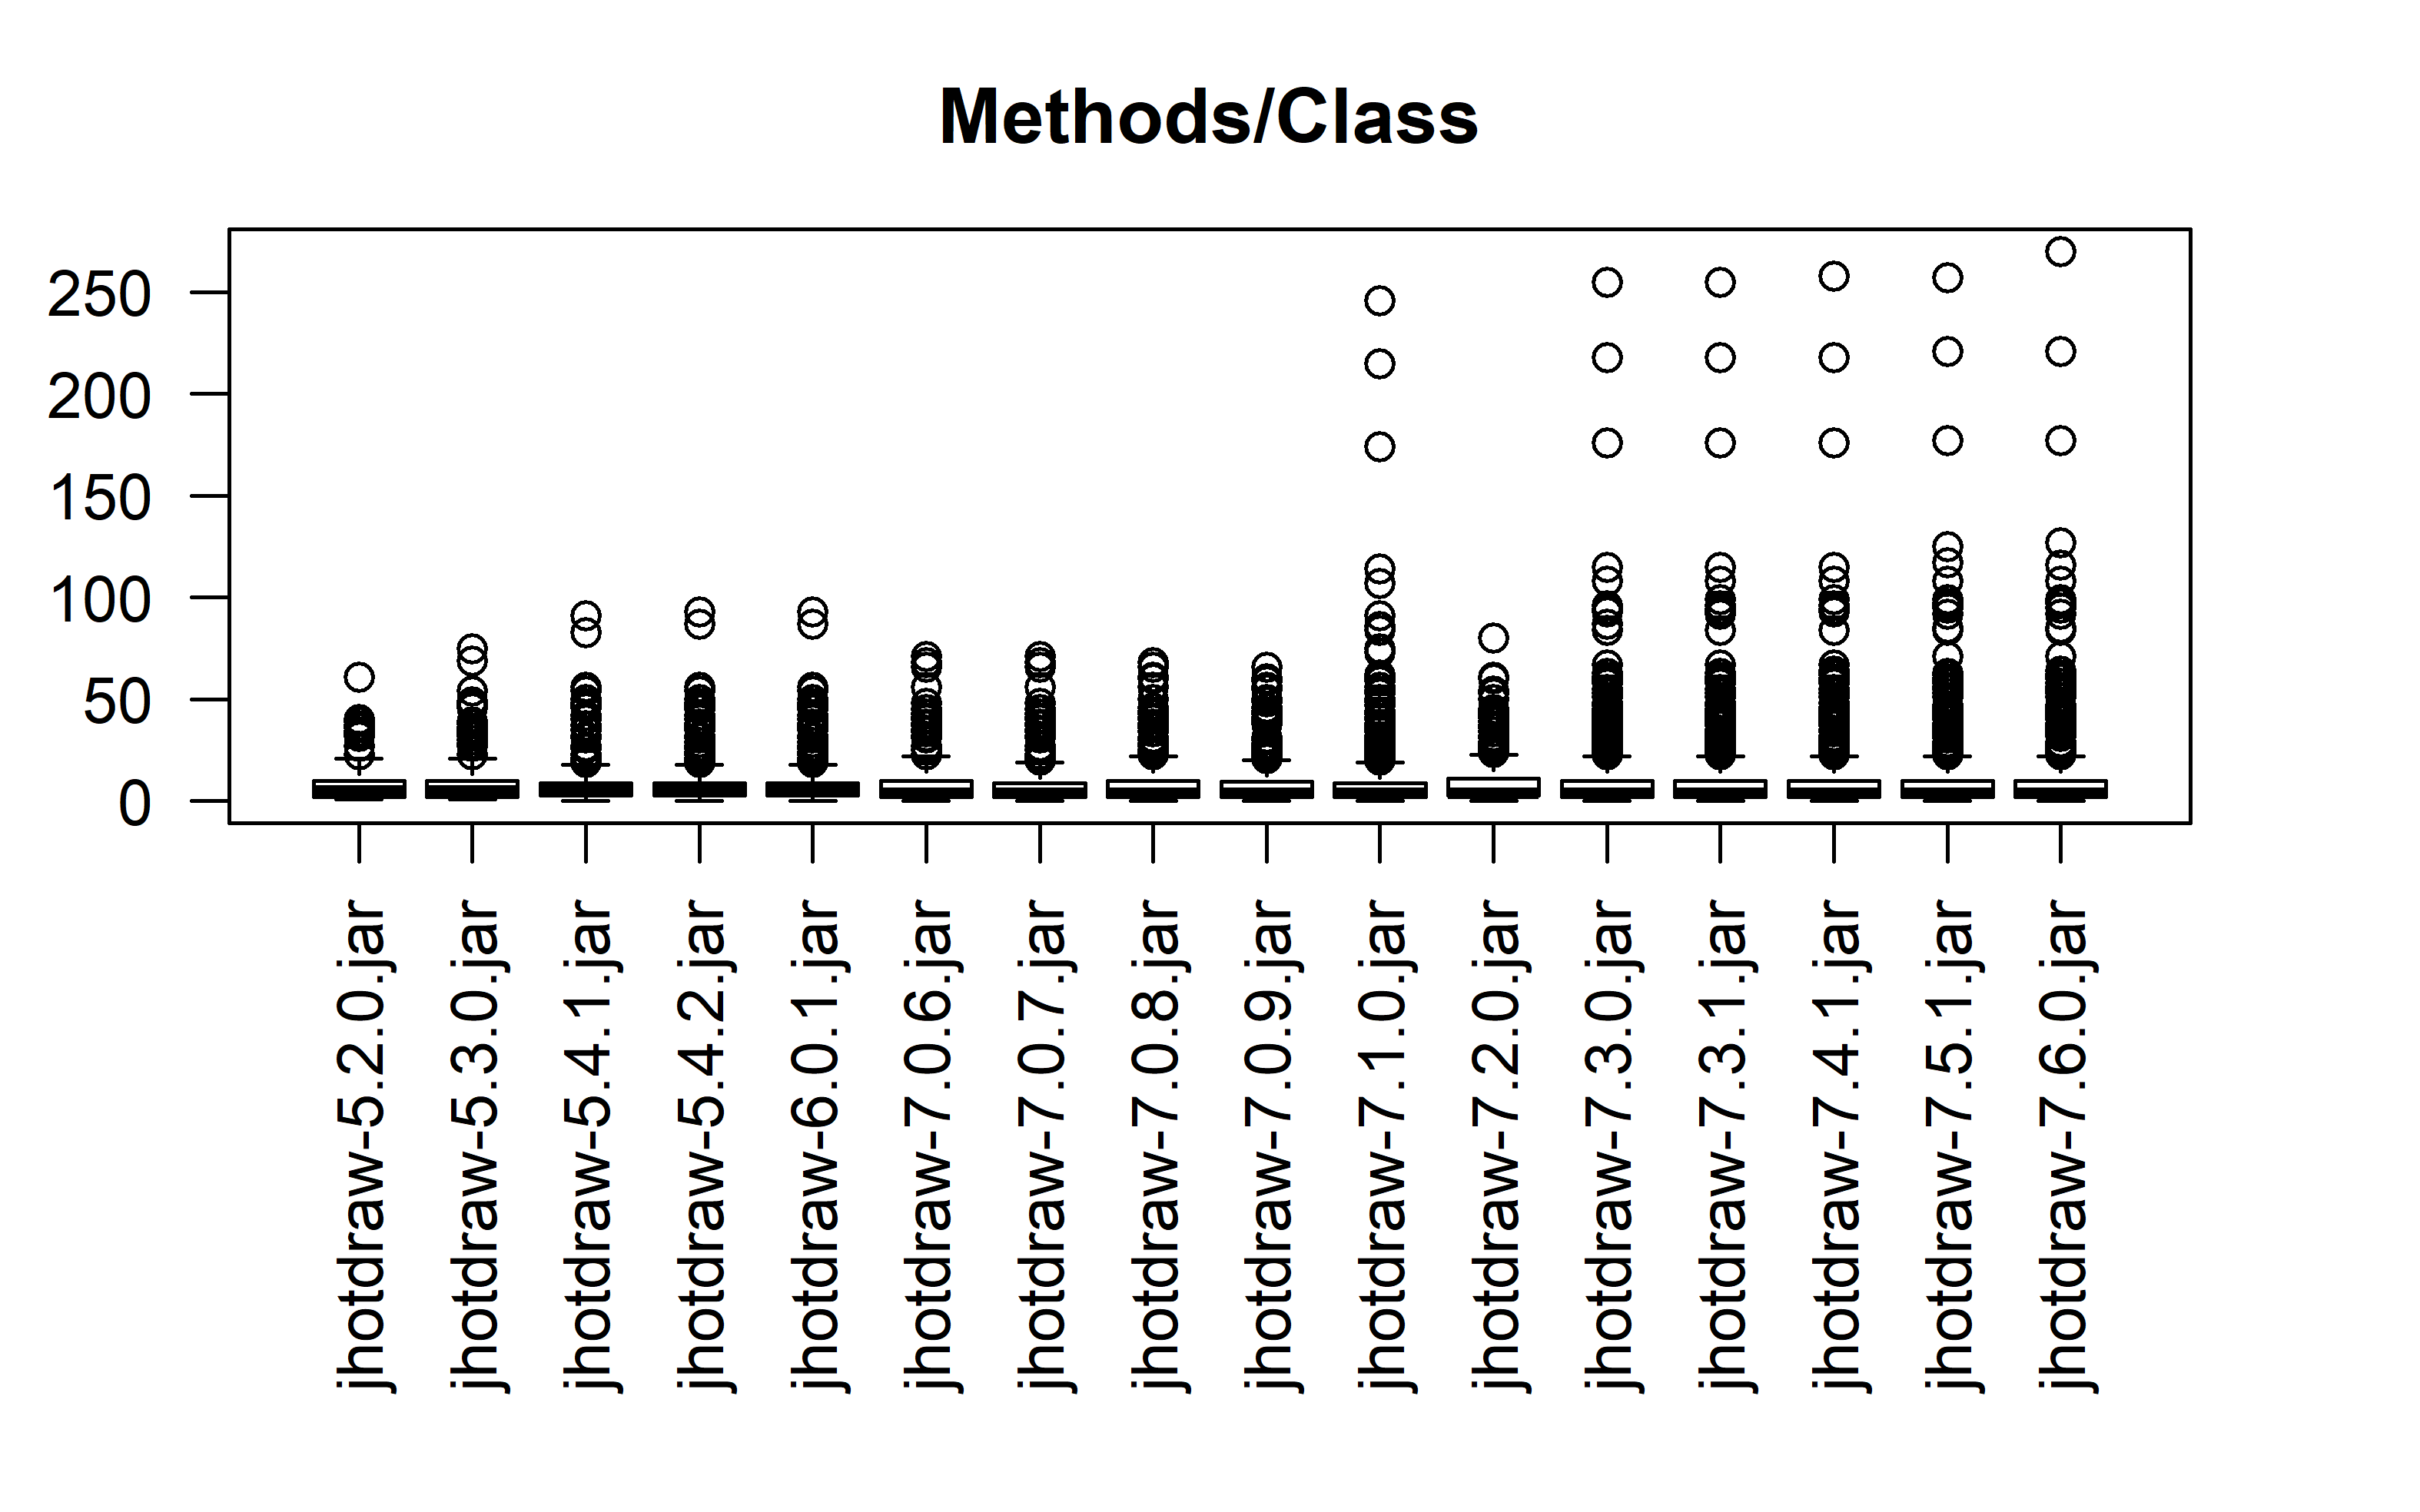 Methods/Class
250
200
150
100
50
0
jhotdraw-5.2.0.jar
jhotdraw-5.3.0.jar
jhotdraw-5.4.1.jar
jhotdraw-5.4.2.jar
jhotdraw-6.0.1.jar
jhotdraw-7.0.6.jar
jhotdraw-7.0.7.jar
jhotdraw-7.0.8.jar
jhotdraw-7.0.9.jar
jhotdraw-7.1.0.jar
jhotdraw-7.2.0.jar
jhotdraw-7.3.0.jar
jhotdraw-7.3.1.jar
jhotdraw-7.4.1.jar
jhotdraw-7.5.1.jar
jhotdraw-7.6.0.jar